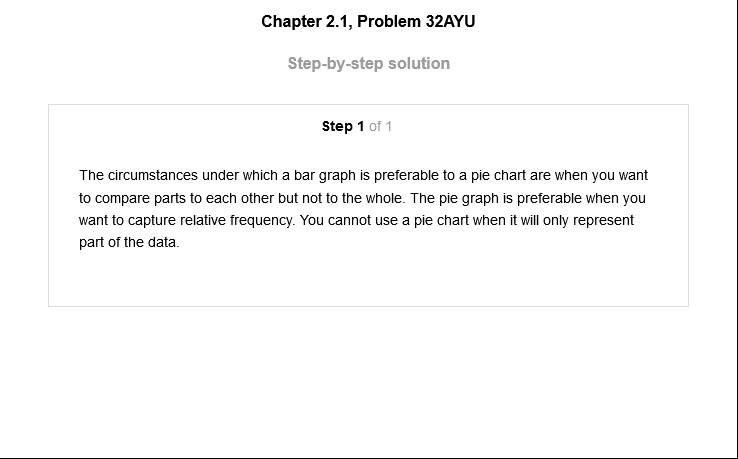 Chapter 2.1, Problem 32AYU
Step-by-step solution
Step 1 of 1
The circumstances under which a bar graph is preferable to a pie chart are when you want
to compare parts to each other but not to the whole. The pie graph is preferable when you
want to capture relative frequency. You cannot use a pie chart when it will only represent
part of the data.